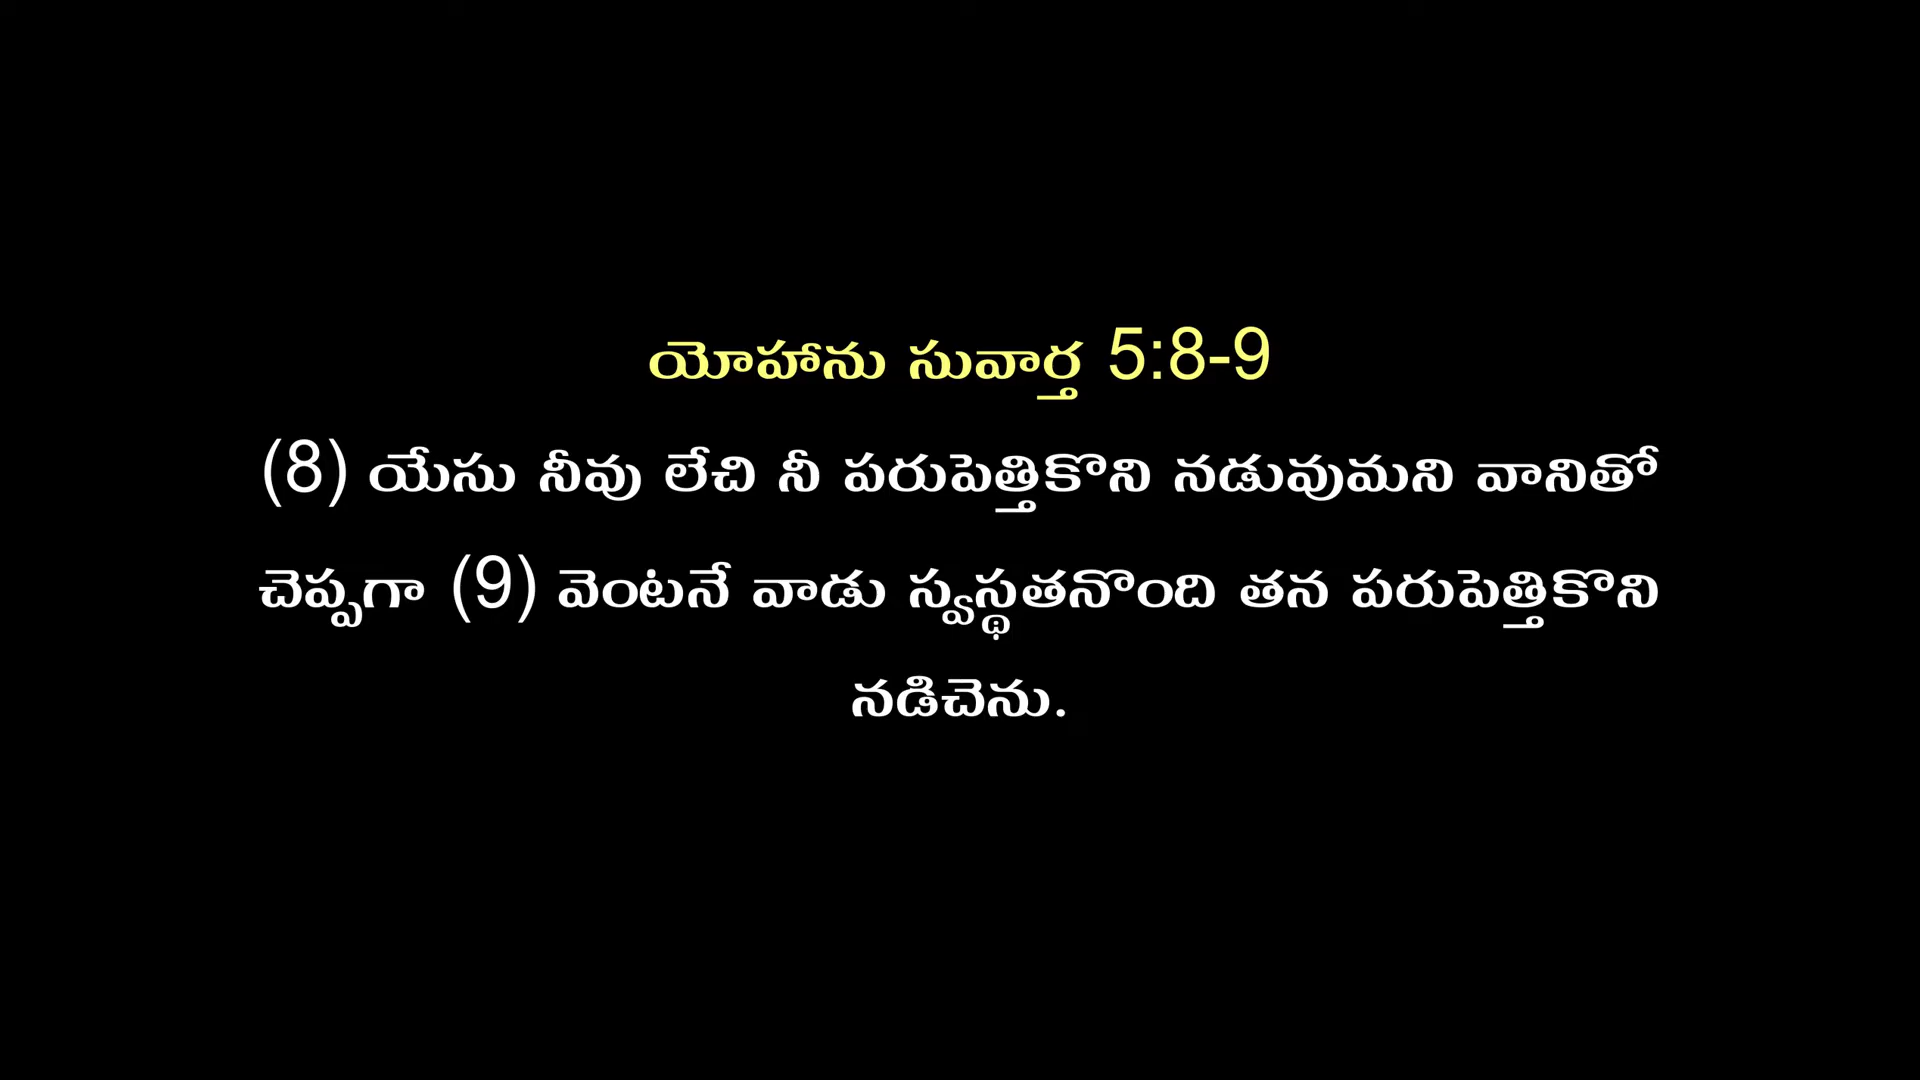 యోహాను సువార్త 5:8-9
(8) యేసు నీవు లేచి నీ పరుపెత్తికొని నడువుమని వానితో
చెప్పగా (9) వెంటనే వాడు స్వస్థతనొంది తన పరుపెత్తికొని
నడిచెను.